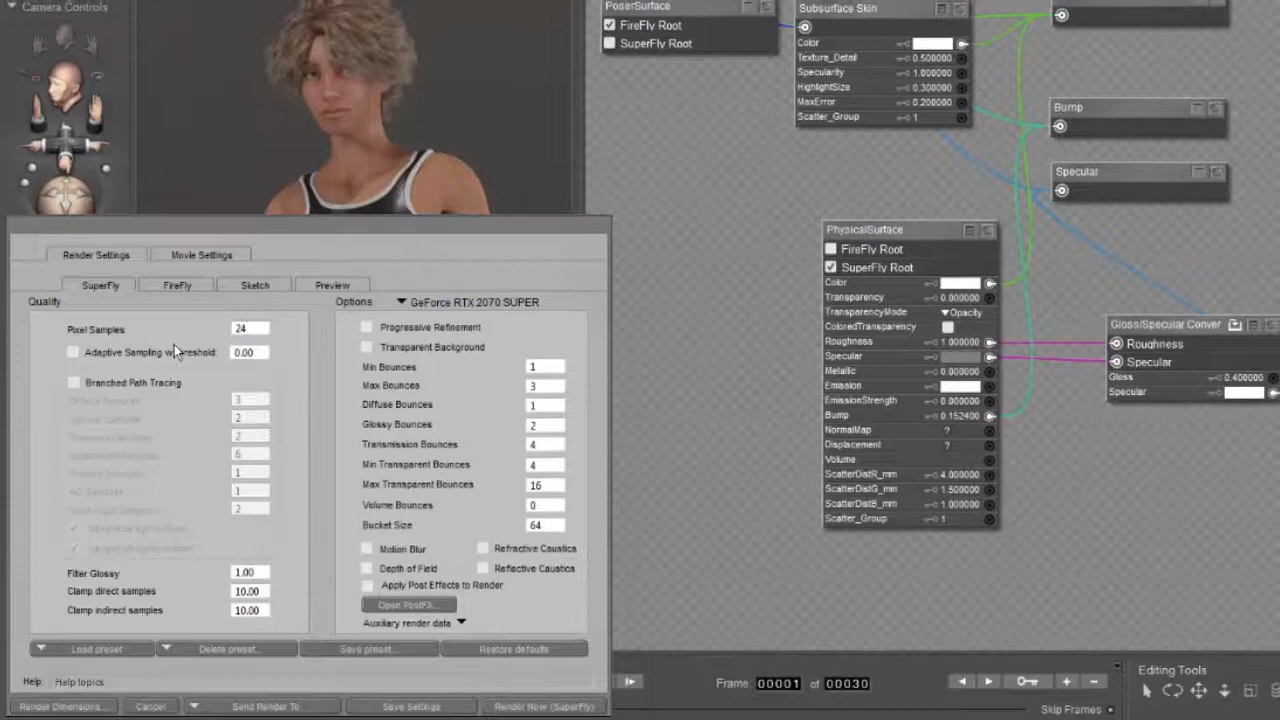 Camera Controls
PoserSurface
FireFly Root
SuperFly Root
Subsurface Skin
Color
Texture_Detail 0.500000
Specularity 1.000000
HighlightSize 0.300000
MaxError 0.200000
Scatter_Group 1
Bump
Specular
PhysicalSurface
FireFly Root
SuperFly Root
Color
Transparency 0.000000
TransparencyMode Opacity
ColoredTransparency
Roughness 1.000000
Specular
Metallic 0.000000
Emission
EmissionStrength 0.000000
Bump 0.152400
NormalMap ?
Displacement ?
Volume
ScatterDistR_mm 4.000000
ScatterDistG_mm 1.500000
ScatterDistB_mm 1.000000
Scatter_Group 1
Gloss/Specular Conver
Roughness
Specular
Gloss 0.400000
Specular
Render Settings Movie Settings
SuperFly FireFly Sketch Preview
Quality
Pixel Samples 24
Adaptive Sampling w threshold: 0.00
Branched Path Tracing
3
2
2
6
1
1
2
Filter Glossy 1.00
Clamp direct samples 10.00
Clamp indirect samples 10.00
Options GeForce RTX 2070 SUPER
Progressive Refinement
Transparent Background
Min Bounces 1
Max Bounces 3
Diffuse Bounces 1
Glossy Bounces 2
Transmission Bounces 4
Min Transparent Bounces 4
Max Transparent Bounces 16
Volume Bounces 0
Bucket Size 64
Motion Blur Refractive Caustics
Depth of Field Reflective Caustics
Apply Post Effects to Render
Open PostFX...
Auxiliary render data
Load preset Delete preset... Save preset... Restore defaults
Help: Help topics
Render Dimensions... Cancel Send Render To Save Settings Render Now (SuperFly)
Frame: 00001 of 00030
Skip Frames
Editing Tools